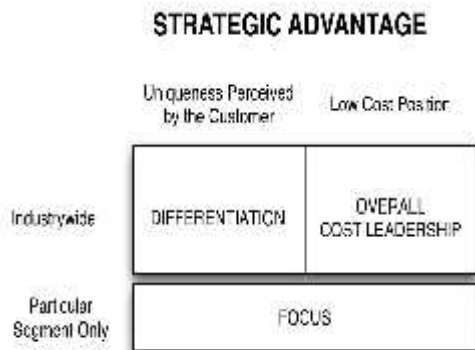 STRATEGIC ADVANTAGE
Uniqueness Perceived
by the Customer
Low Cost Position
Industrywide
DIFFERENTIATION
OVERALL
COST LEADERSHIP
Particular
Segment Only
FOCUS